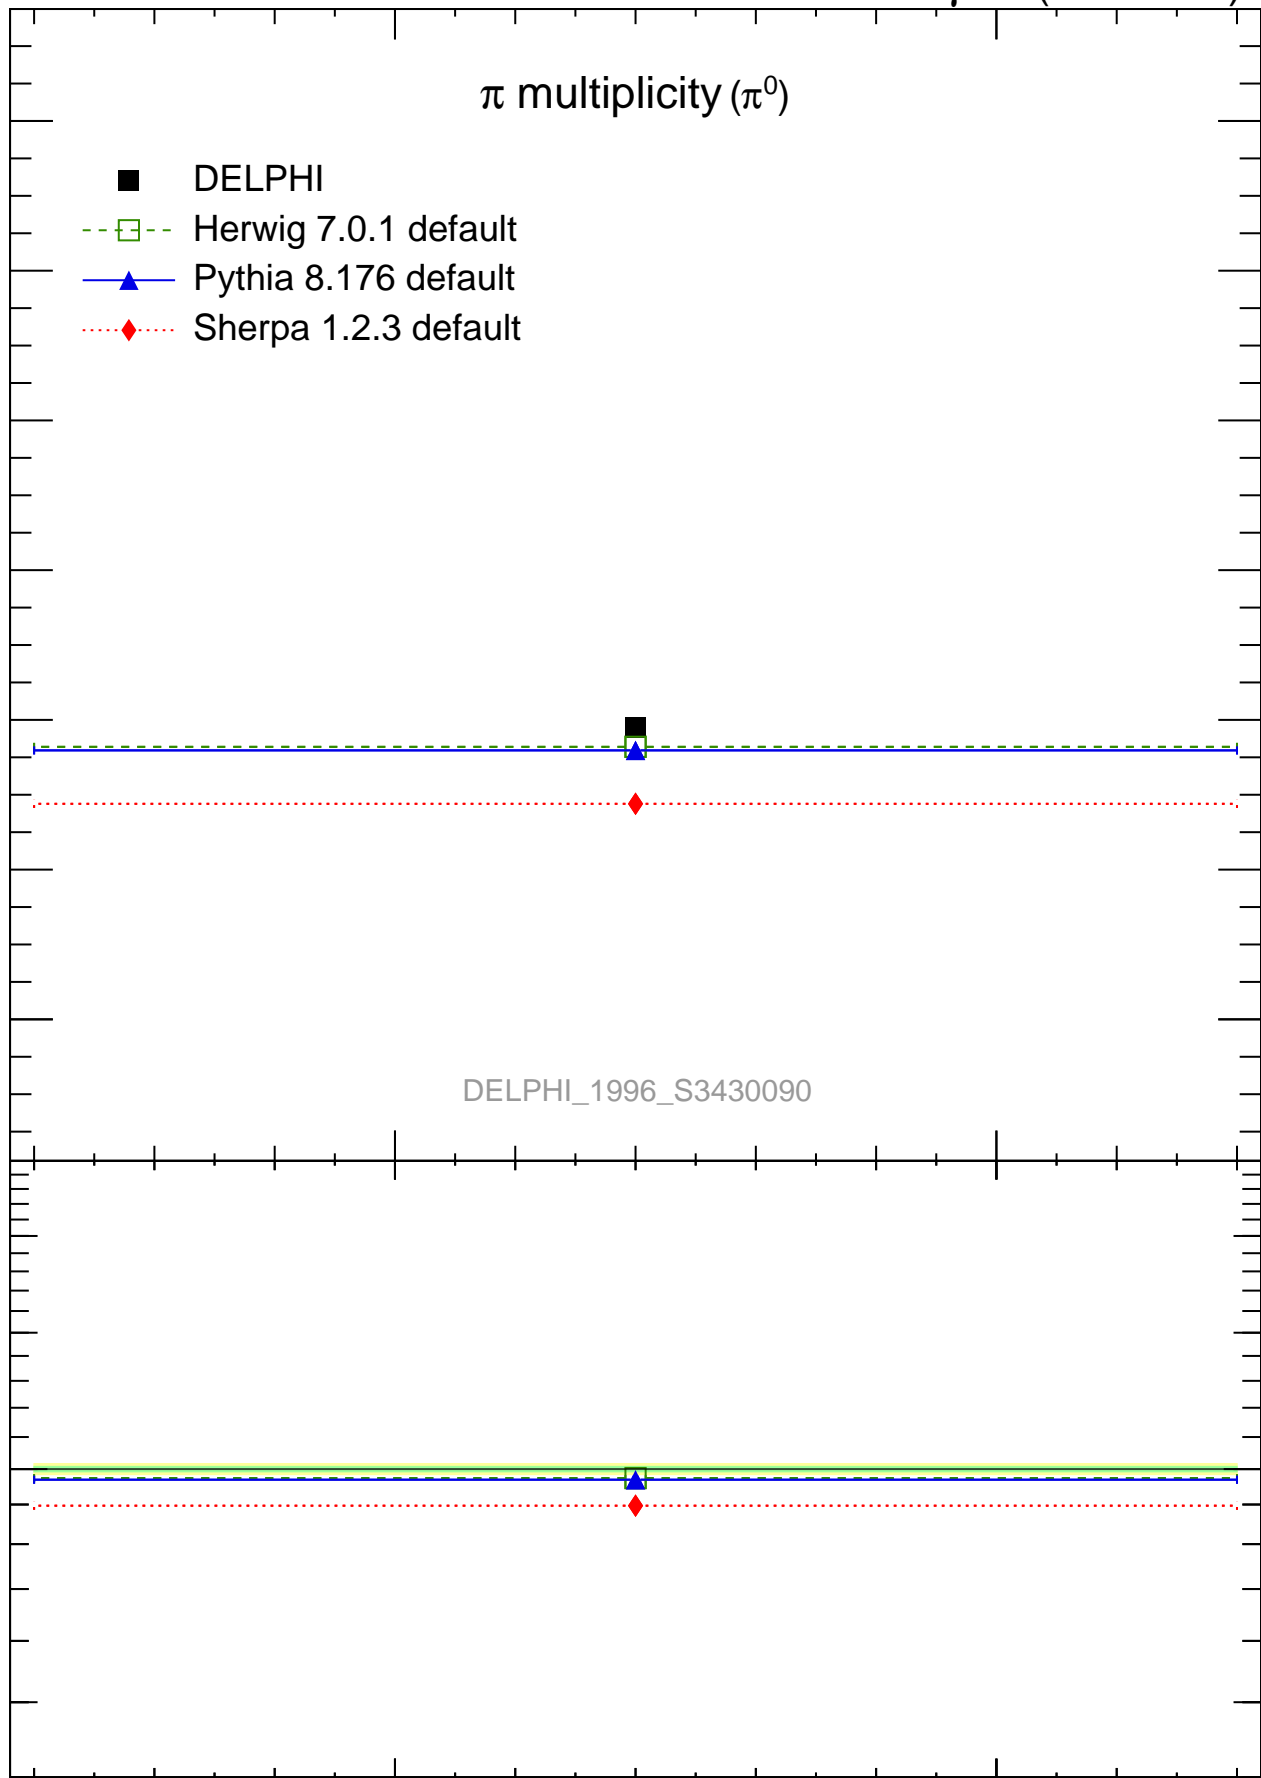 π multiplicity (π⁰)
DELPHI
Herwig 7.0.1 default
Pythia 8.176 default
Sherpa 1.2.3 default
DELPHI_1996_S3430090